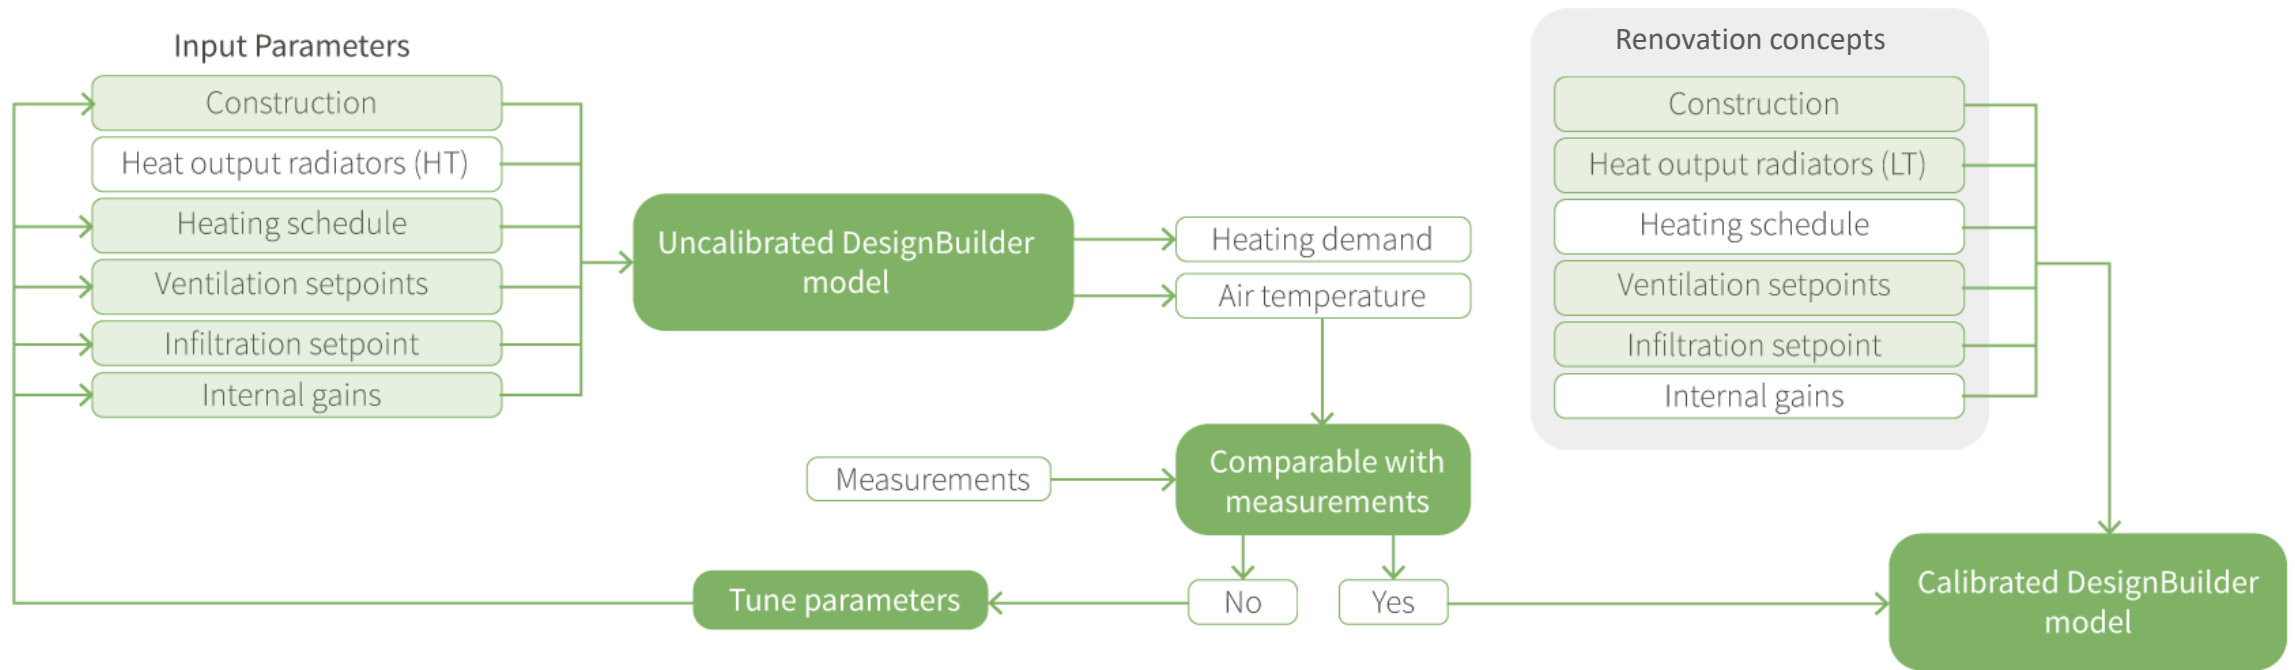 Input Parameters
Construction
Heat output radiators (HT)
Heating schedule
Ventilation setpoints
Infiltration setpoint
Internal gains
Uncalibrated DesignBuilder
model
Heating demand
Air temperature
Measurements
Comparable with
measurements
No
Yes
Tune parameters
Renovation concepts
Construction
Heat output radiators (LT)
Heating schedule
Ventilation setpoints
Infiltration setpoint
Internal gains
Calibrated DesignBuilder
model